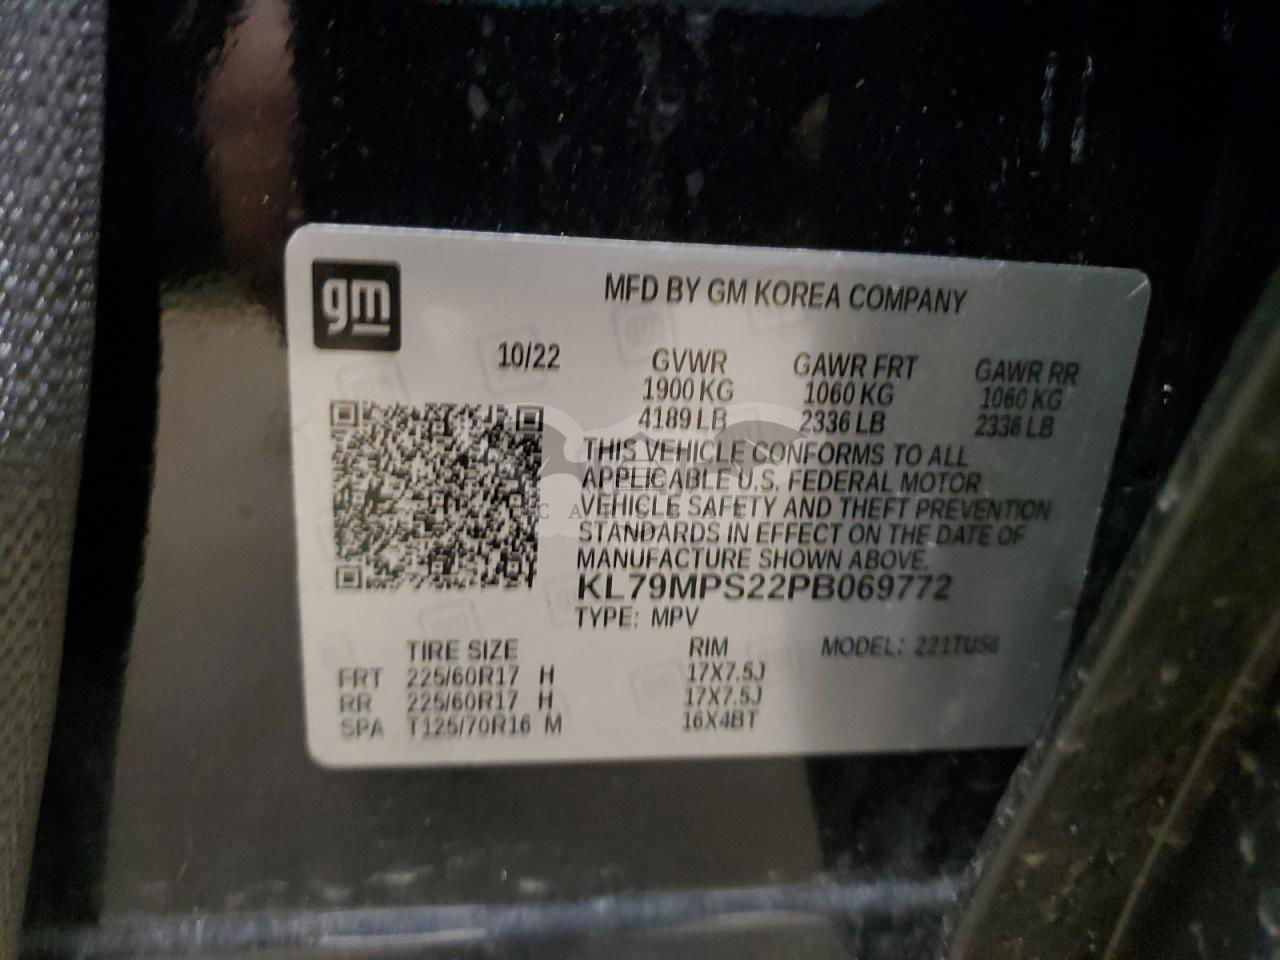 gm
MFD BY GM KOREA COMPANY
10/22 GVWR GAWR FRT GAWR RR
1900 KG 1060 KG 1060 KG
4189 LB 2336 LB 2336 LB
THIS VEHICLE CONFORMS TO ALL
APPLICABLE U.S. FEDERAL MOTOR
VEHICLE SAFETY AND THEFT PREVENTION
STANDARDS IN EFFECT ON THE DATE OF
MANUFACTURE SHOWN ABOVE.
KL79MPS22PB069772
TYPE: MPV
TIRE SIZE RIM MODEL:
FRT 225/60R17 H 17X7.5J
RR 225/60R17 H 17X7.5J
SPA T125/70R16 M 16X4BT